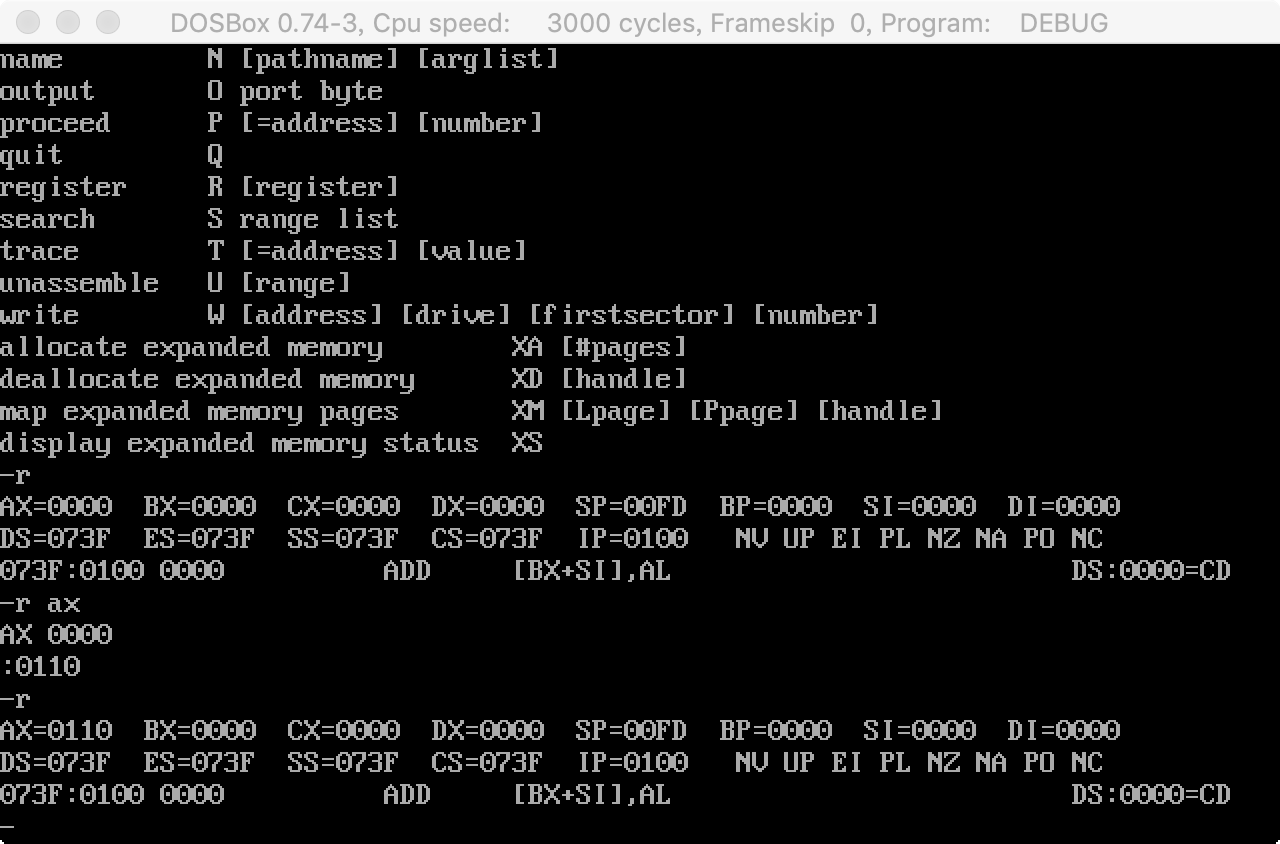 DOSBox 0.74-3, Cpu speed:    3000 cycles, Frameskip  0, Program:    DEBUG
name         N [pathname] [arglist]
output       O port byte
proceed      P [=address] [number]
quit         Q
register     R [register]
search       S range list
trace        T [=address] [value]
unassemble   U [range]
write        W [address] [drive] [firstsector] [number]
allocate expanded memory        XA [#pages]
deallocate expanded memory      XD [handle]
map expanded memory pages       XM [Lpage] [Ppage] [handle]
display expanded memory status  XS
-r
AX=0000  BX=0000  CX=0000  DX=0000  SP=00FD  BP=0000  SI=0000  DI=0000
DS=073F  ES=073F  SS=073F  CS=073F  IP=0100   NV UP EI PL NZ NA PO NC
073F:0100 0000          ADD     [BX+SI],AL                         DS:0000=CD
-r ax
AX 0000
:0110
-r
AX=0110  BX=0000  CX=0000  DX=0000  SP=00FD  BP=0000  SI=0000  DI=0000
DS=073F  ES=073F  SS=073F  CS=073F  IP=0100   NV UP EI PL NZ NA PO NC
073F:0100 0000          ADD     [BX+SI],AL                         DS:0000=CD
-